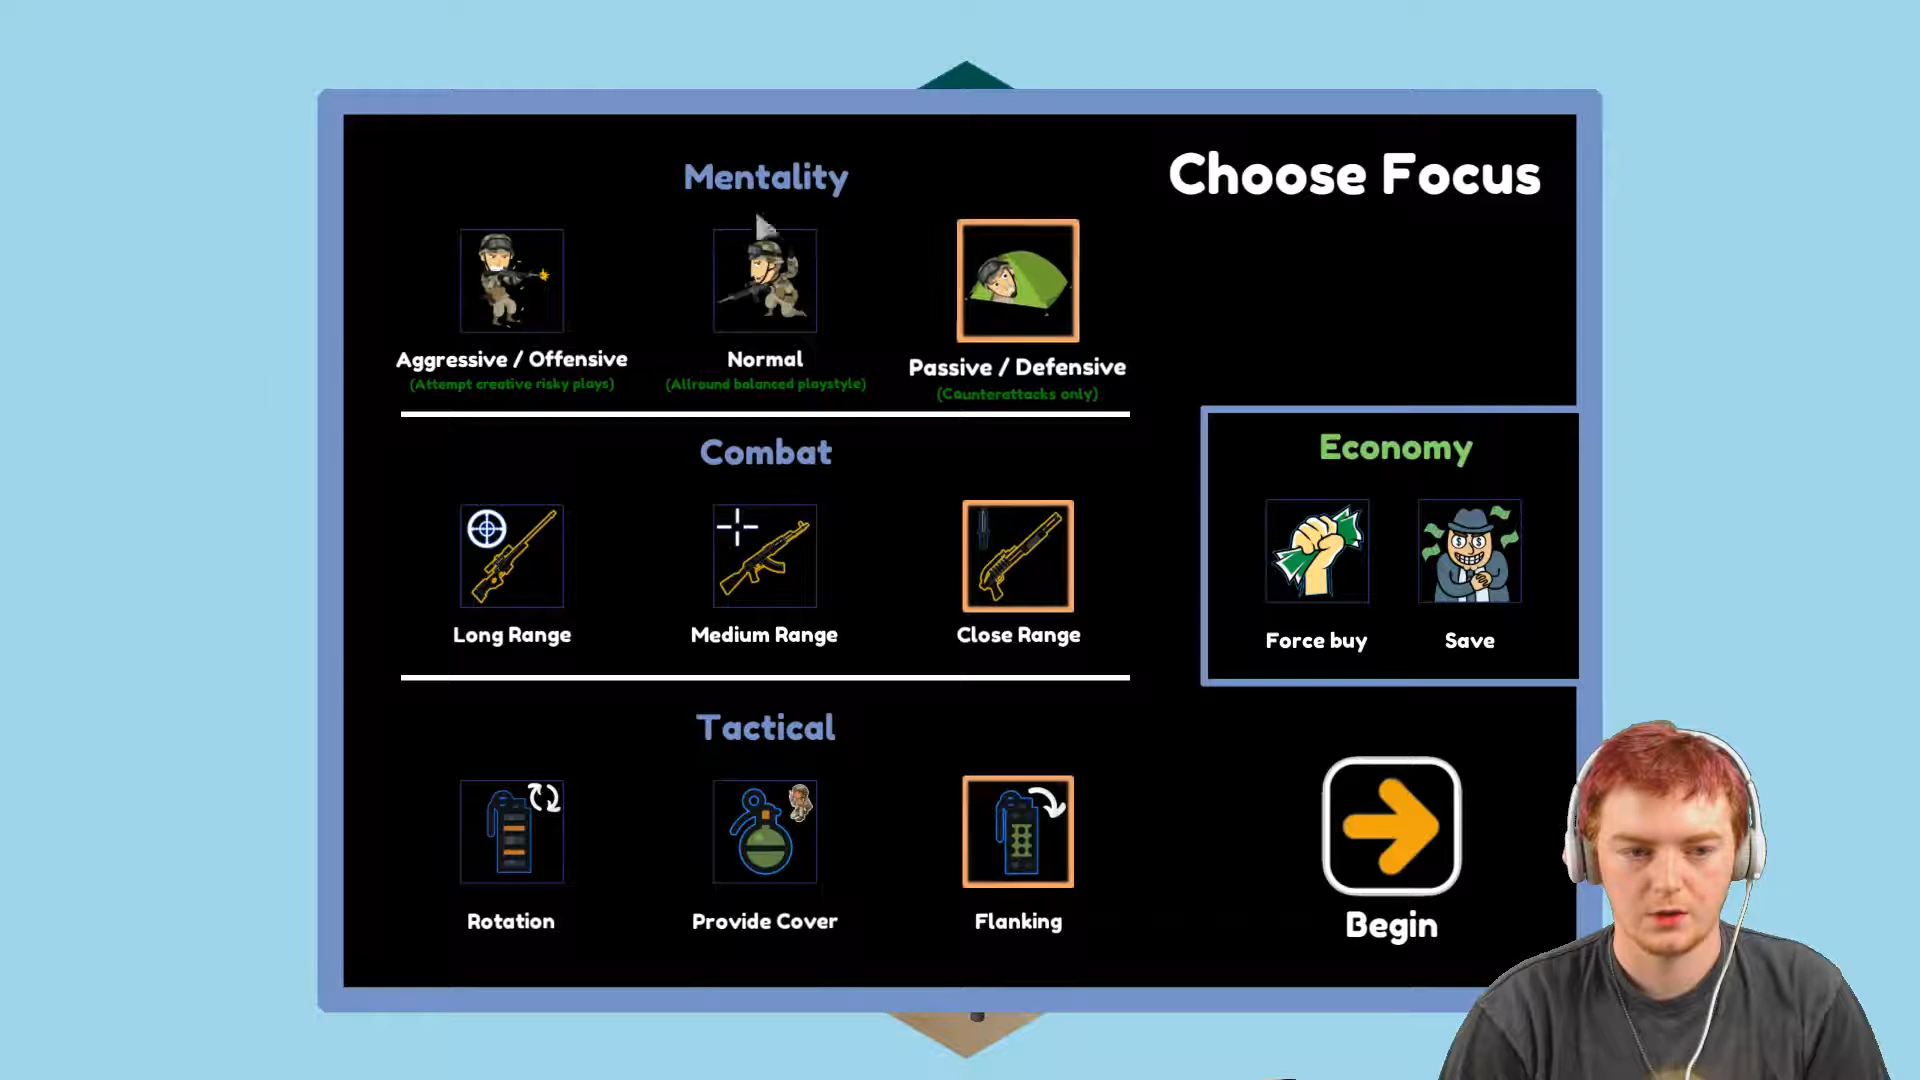 Choose Focus
Mentality
Aggressive / Offensive
(Attempt creative risky plays)
Normal
(Allround balanced playstyle)
Passive / Defensive
(Counterattacks only)
Combat
Long Range
Medium Range
Close Range
Economy
Force buy
Save
Tactical
Rotation
Provide Cover
Flanking
Begin